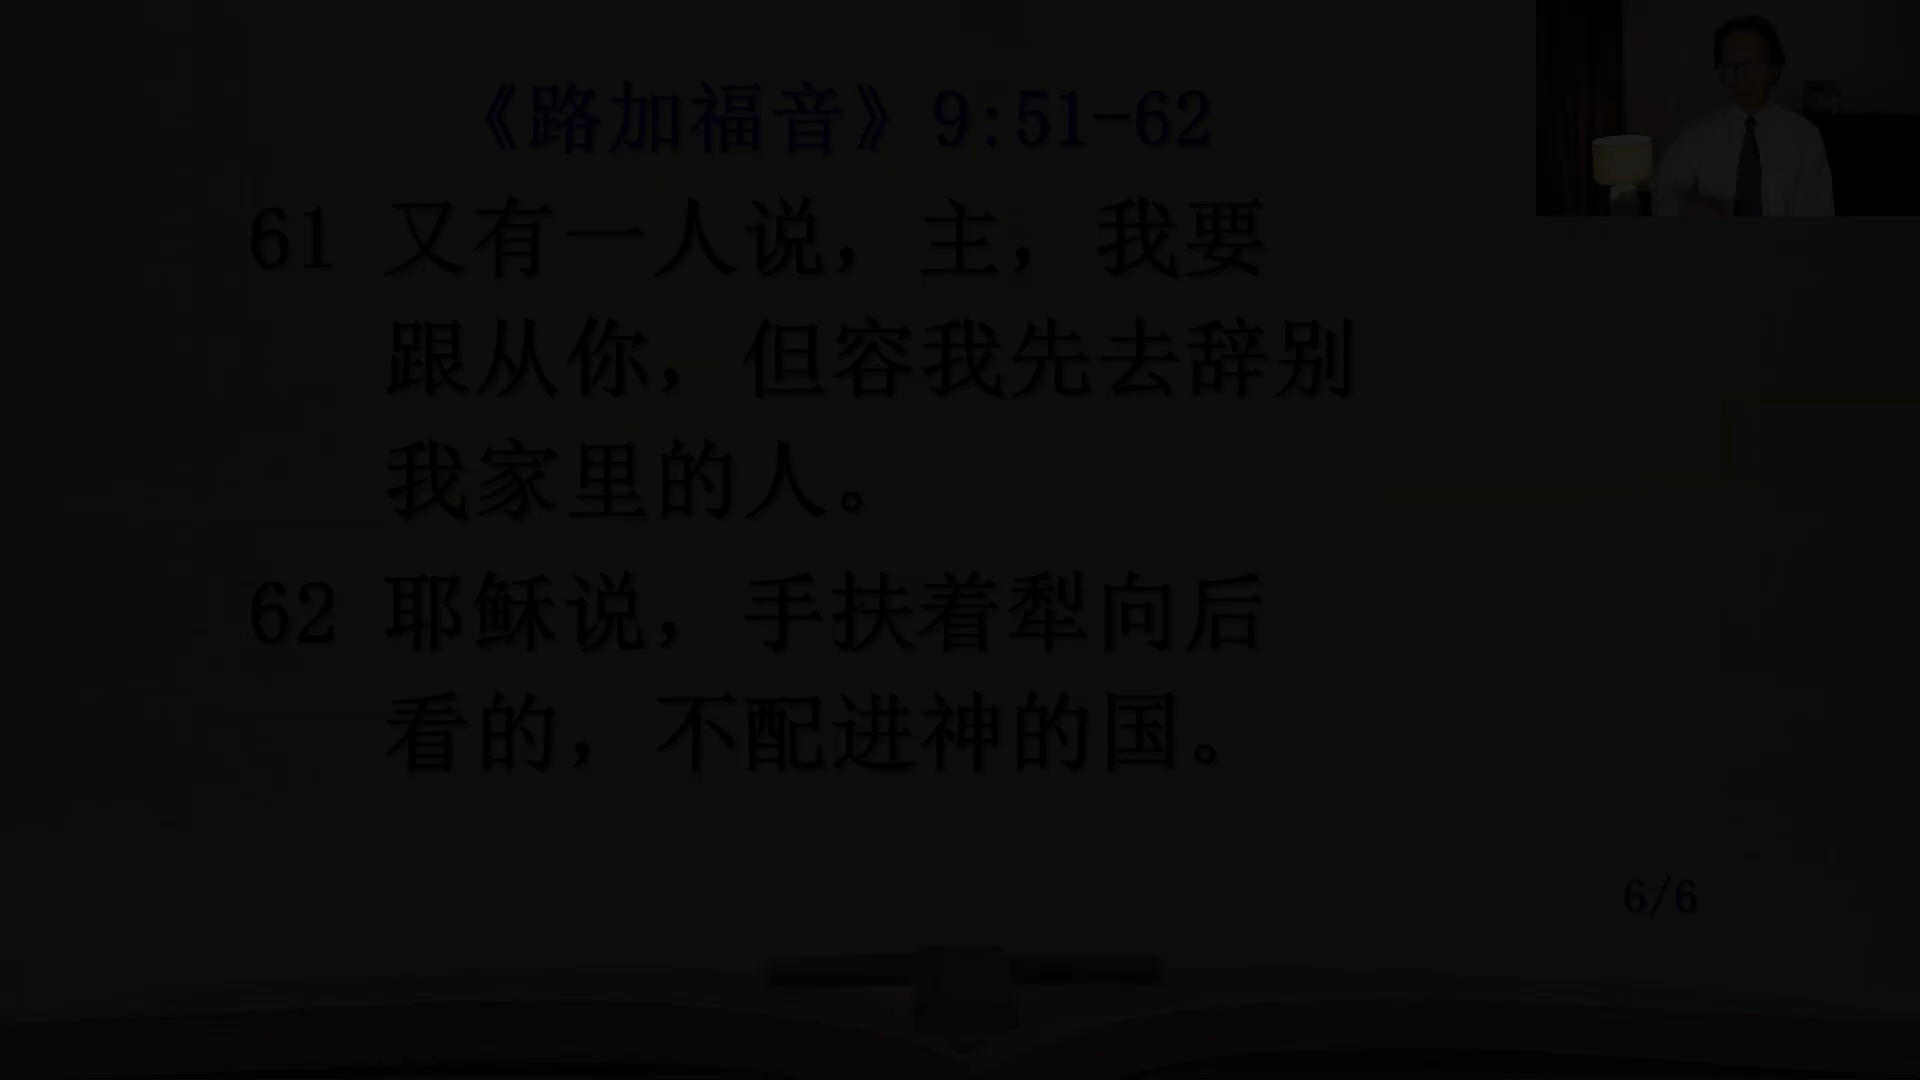 《路加福音》9:51-62
61 又有一人说，主，我要
跟从你，但容我先去辞别
我家里的人。
62 耶稣说，手扶着犁向后
看的，不配进神的国。
6/6